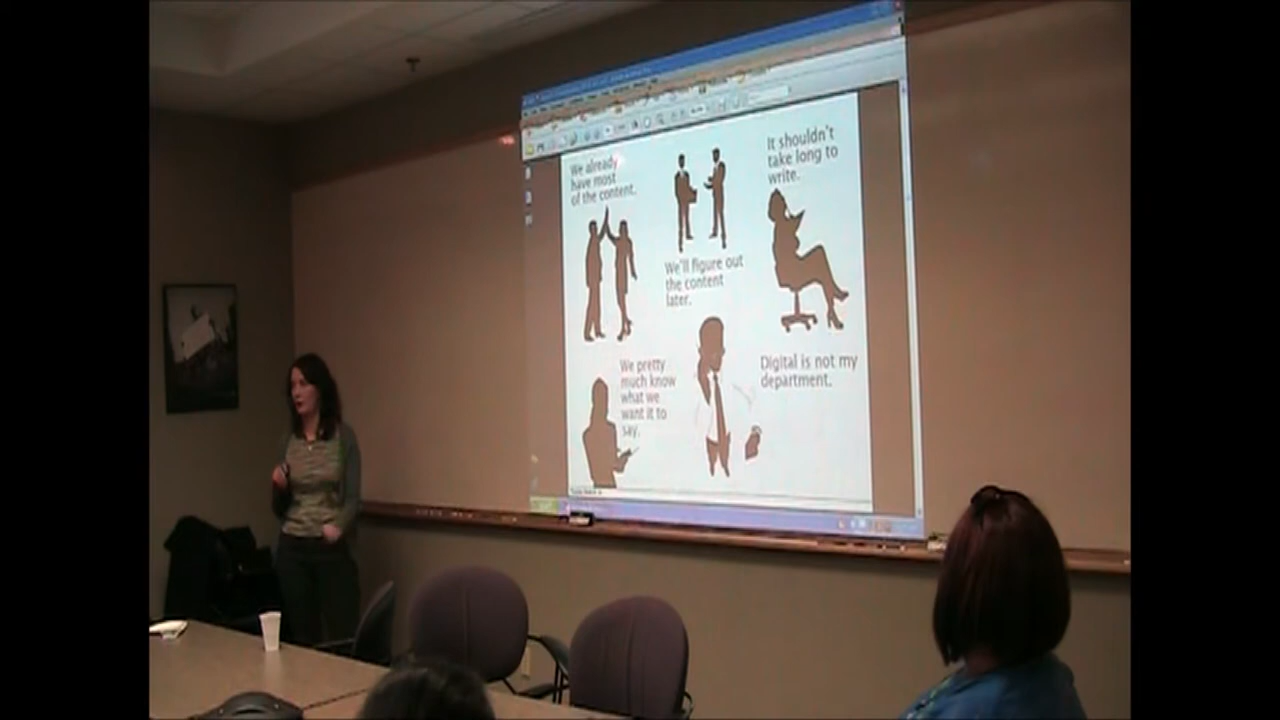 We already
have most
of the content.
We'll figure out
the content
later.
It shouldn't
take long to
write.
We pretty
much know
what we
want it to
say.
Digital is not my
department.